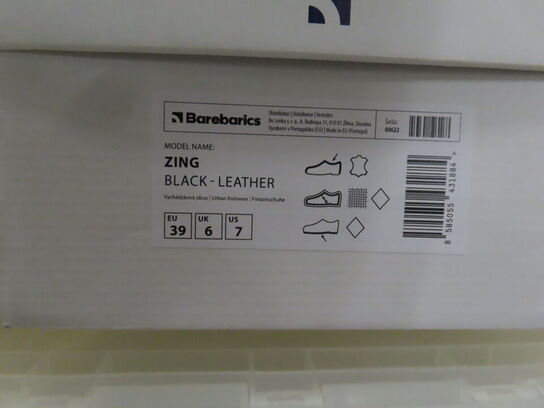 Barebarics
Distributor | Distributor | Vertreiber
Be Lenka s. r. o., A. Rudnaya 21, 010 01 Žilina, Slovakia
Vyrobené v Portugalsku (EÚ) | Made in EU (Portugal)
Šarža:
00622
MODEL NAME:
ZING
BLACK - LEATHER
Vychádzková obuv | Urban footwear | Freizeitschuhe
EU UK US
39 6 7
8 585055 431884 >